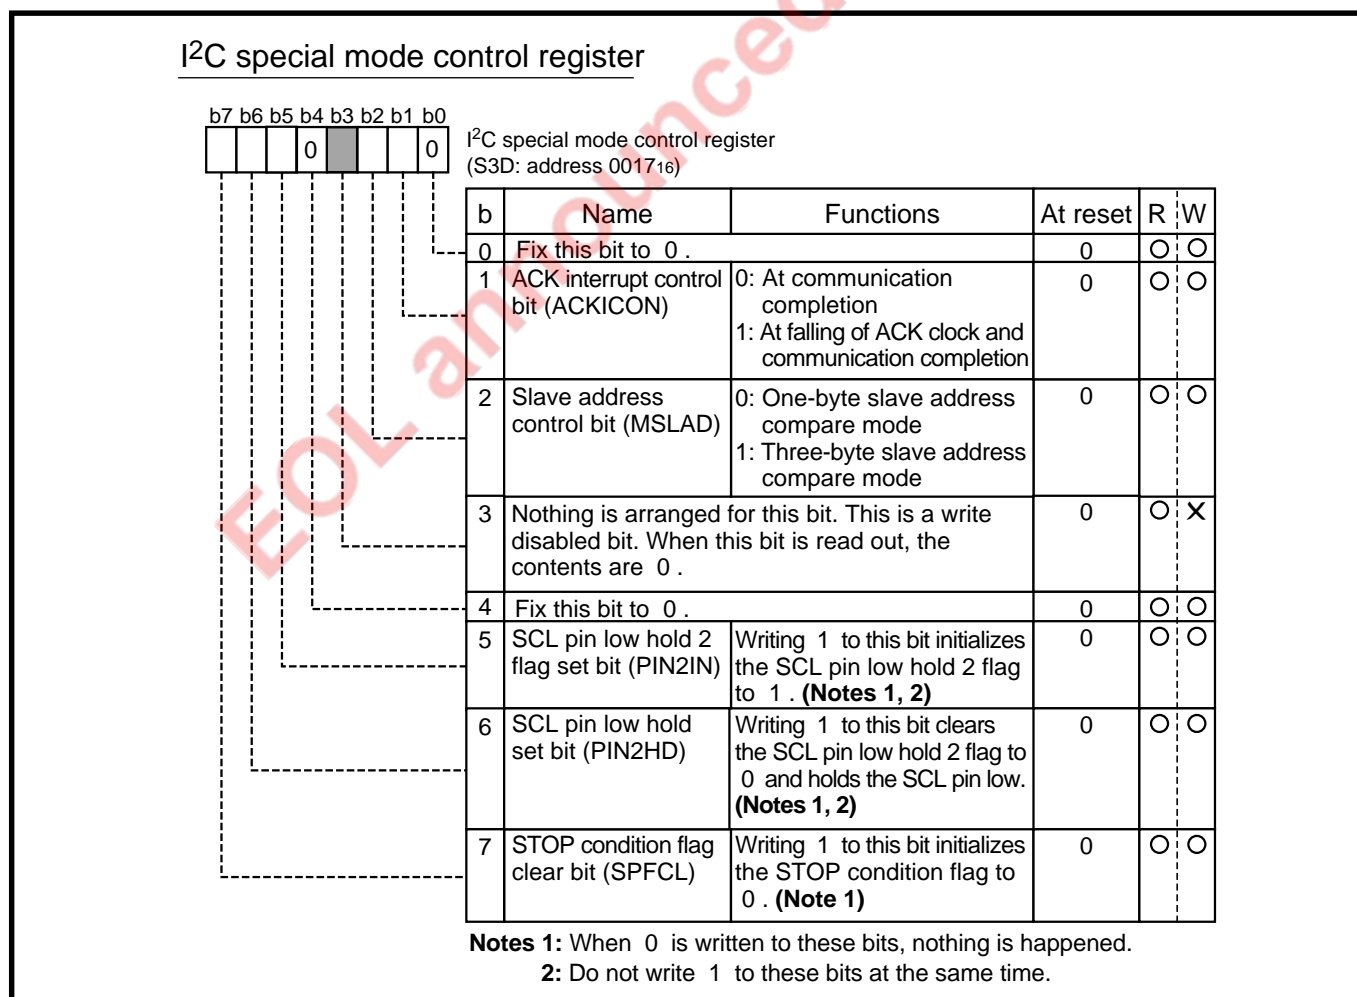 EOL announced
I2C special mode control register
b7 b6 b5 b4 b3 b2 b1 b0
0 0
I2C special mode control register
(S3D: address 001716)
b Name Functions At reset R W
0 Fix this bit to 0 . 0 O O
1 ACK interrupt control 0: At communication 0 O O
bit (ACKICON) completion
1: At falling of ACK clock and
communication completion
2 Slave address 0: One-byte slave address 0 O O
control bit (MSLAD) compare mode
1: Three-byte slave address
compare mode
3 Nothing is arranged for this bit. This is a write 0 O X
disabled bit. When this bit is read out, the
contents are 0 .
4 Fix this bit to 0 . 0 O O
5 SCL pin low hold 2 Writing 1 to this bit initializes 0 O O
flag set bit (PIN2IN) the SCL pin low hold 2 flag
to 1 . (Notes 1, 2)
6 SCL pin low hold Writing 1 to this bit clears 0 O O
set bit (PIN2HD) the SCL pin low hold 2 flag to
0 and holds the SCL pin low.
(Notes 1, 2)
7 STOP condition flag Writing 1 to this bit initializes 0 O O
clear bit (SPFCL) the STOP condition flag to
0 . (Note 1)
Notes 1: When 0 is written to these bits, nothing is happened.
2: Do not write 1 to these bits at the same time.